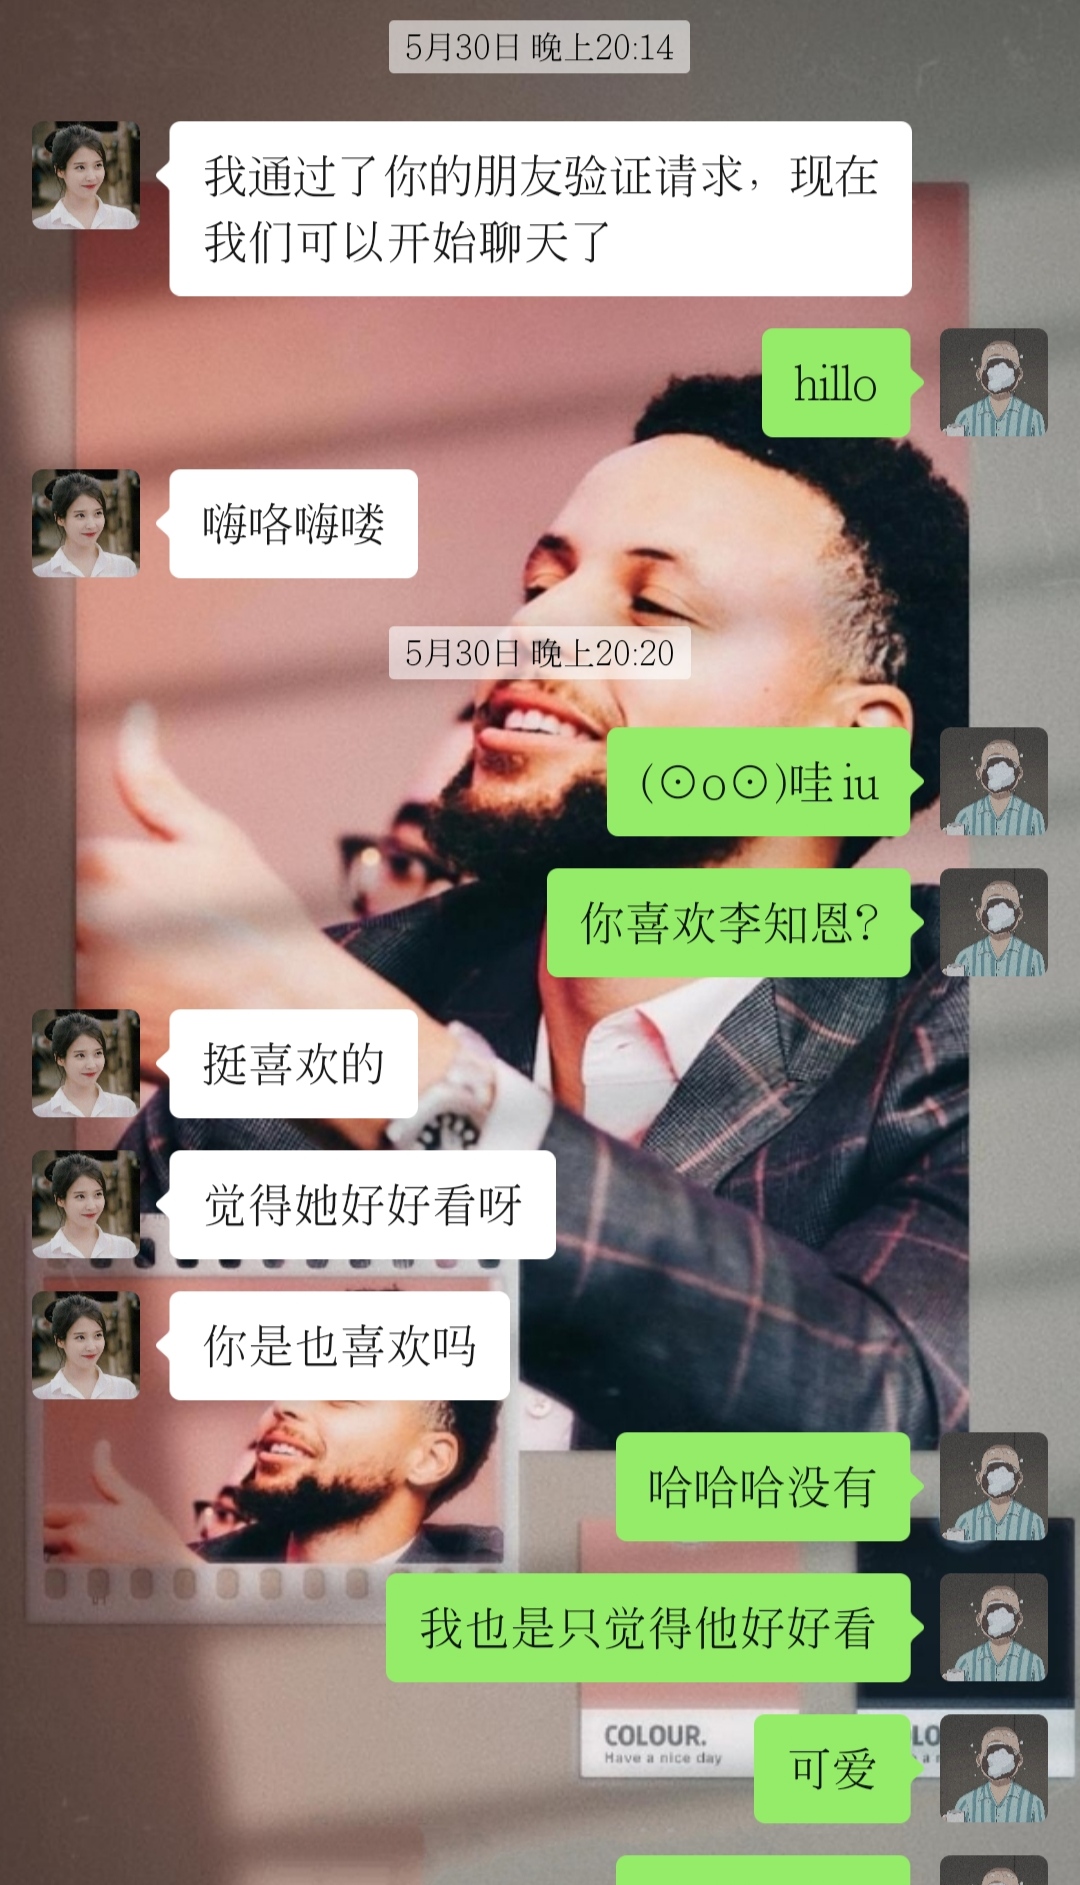 5月30日 晚上20:14
我通过了你的朋友验证请求，现在
我们可以开始聊天了
hillo
嗨咯嗨喽
5月30日 晚上20:20
(⊙o⊙)哇 iu
你喜欢李知恩？
挺喜欢的
觉得她好好看呀
你是也喜欢吗
哈哈哈没有
我也是只觉得他好好看
COLOUR.
Have a nice day
可爱